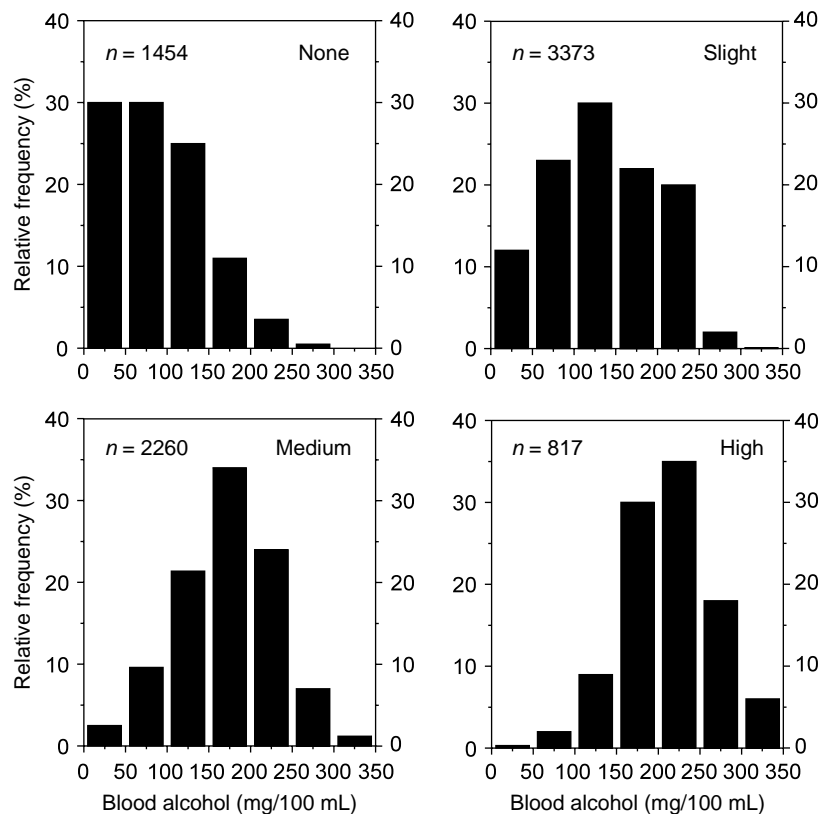 40 40
n = 1454 None
30 30
20 20
10 10
0 0
0 50 100 150 200 250 300 350
Relative frequency (%)
40 40
n = 3373 Slight
30 30
20 20
10 10
0 0
0 50 100 150 200 250 300 350
40 40
n = 2260 Medium
30 30
20 20
10 10
0 0
0 50 100 150 200 250 300 350
Relative frequency (%)
Blood alcohol (mg/100 mL)
40 40
n = 817 High
30 30
20 20
10 10
0 0
0 50 100 150 200 250 300 350
Blood alcohol (mg/100 mL)